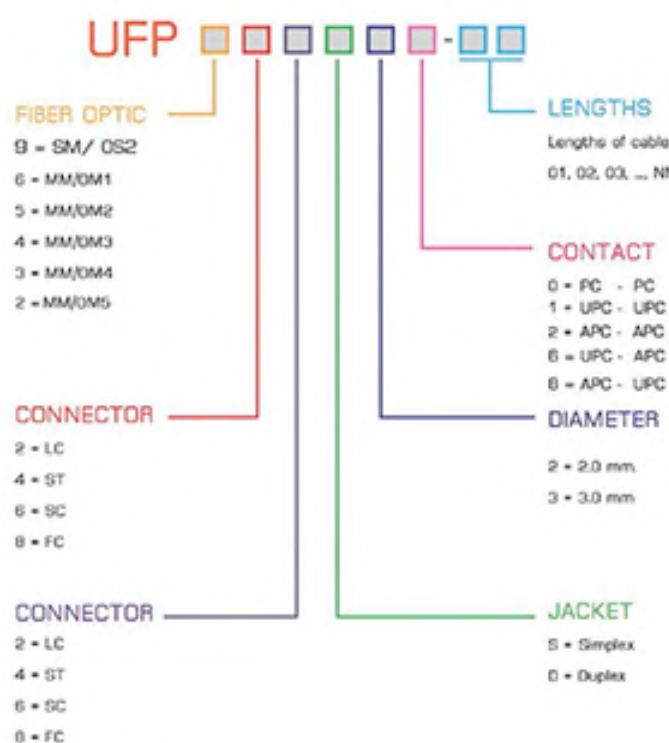 UFP -
FIBER OPTIC
9 = SM/ OS2
6 = MM/OM1
5 = MM/OM2
4 = MM/OM3
3 = MM/OM4
2 = MM/OM5
CONNECTOR
2 = LC
4 = ST
6 = SC
8 = FC
CONNECTOR
2 = LC
4 = ST
6 = SC
8 = FC
LENGTHS
Lengths of cable
01, 02, 03, ...
CONTACT
0 = PC - PC
1 = UPC - UPC
2 = APC - APC
6 = UPC - APC
8 = APC - UPC
DIAMETER
2 = 2.0 mm.
3 = 3.0 mm
JACKET
S = Simplex
D = Duplex